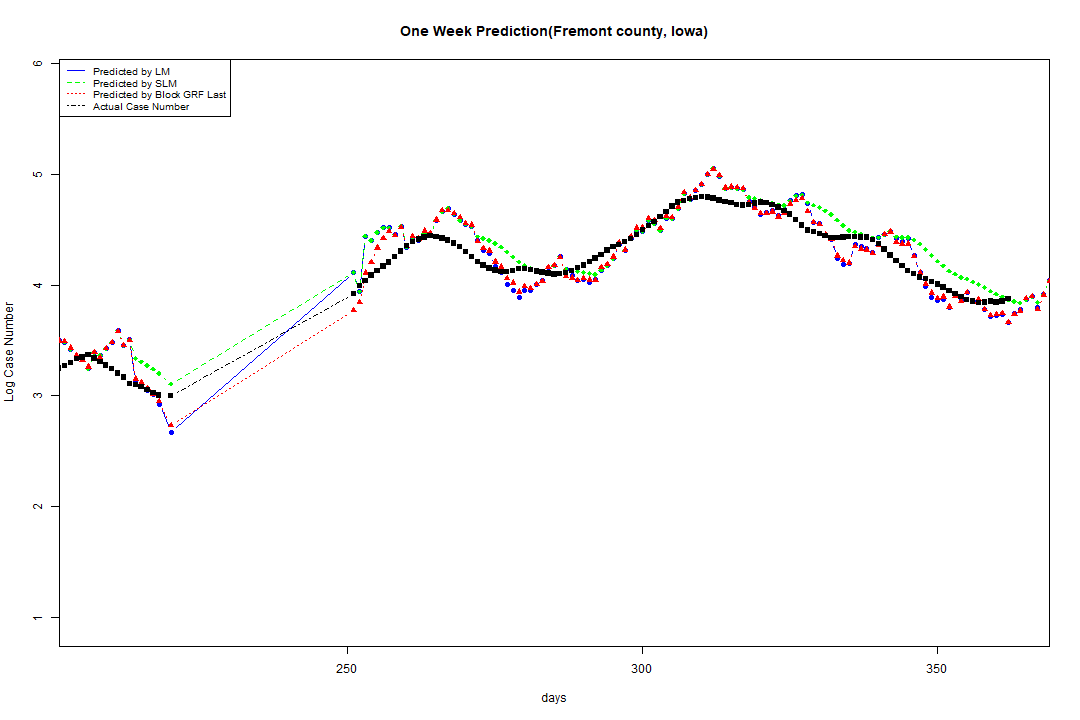 One Week Prediction(Fremont county, Iowa)
Predicted by LM
Predicted by SLM
Predicted by Block GRF Last
Actual Case Number
6
5
4
3
2
1
Log Case Number
250
300
350
days